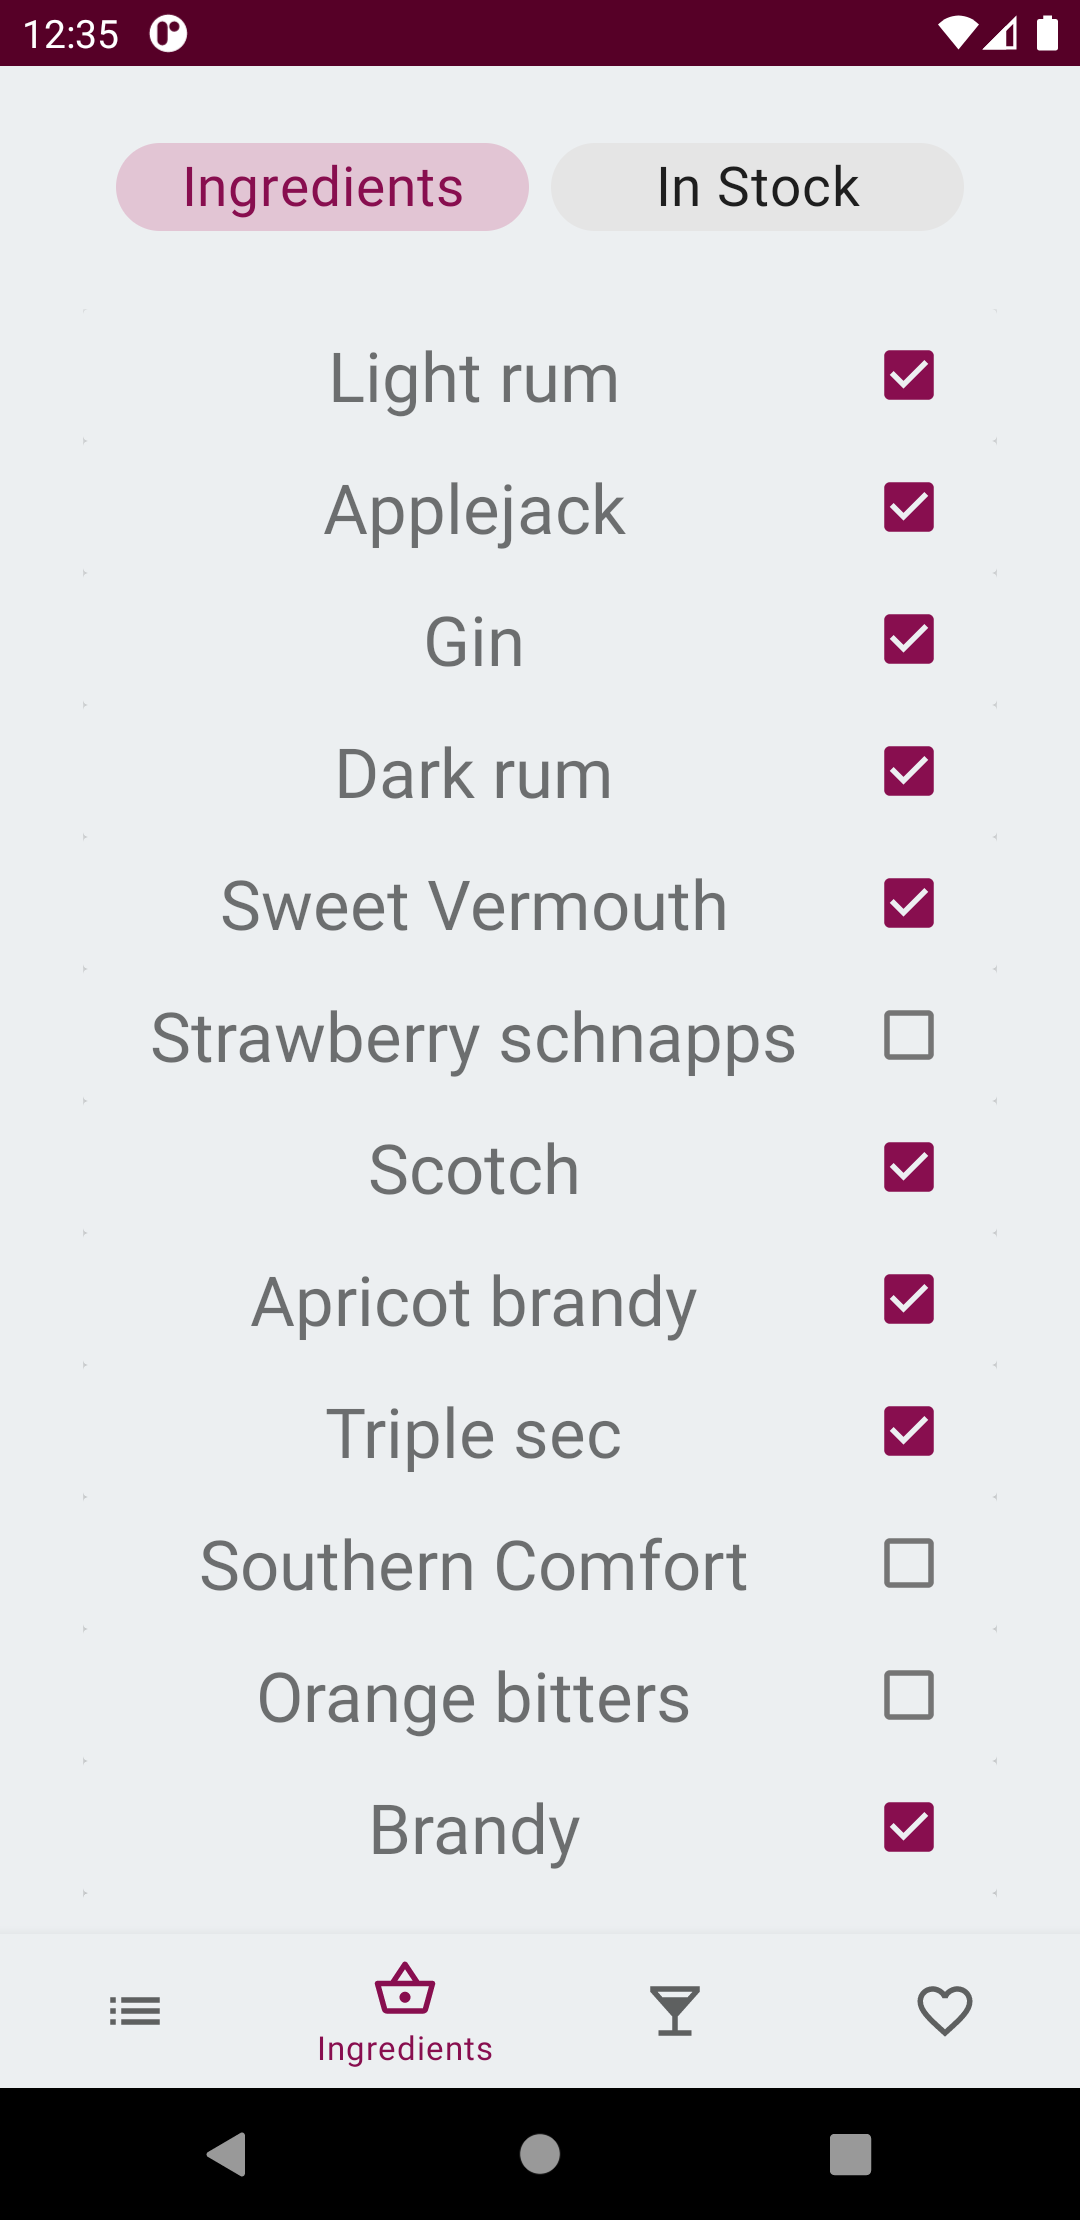 12:35
Ingredients
In Stock
Light rum
Applejack
Gin
Dark rum
Sweet Vermouth
Strawberry schnapps
Scotch
Apricot brandy
Triple sec
Southern Comfort
Orange bitters
Brandy
Ingredients